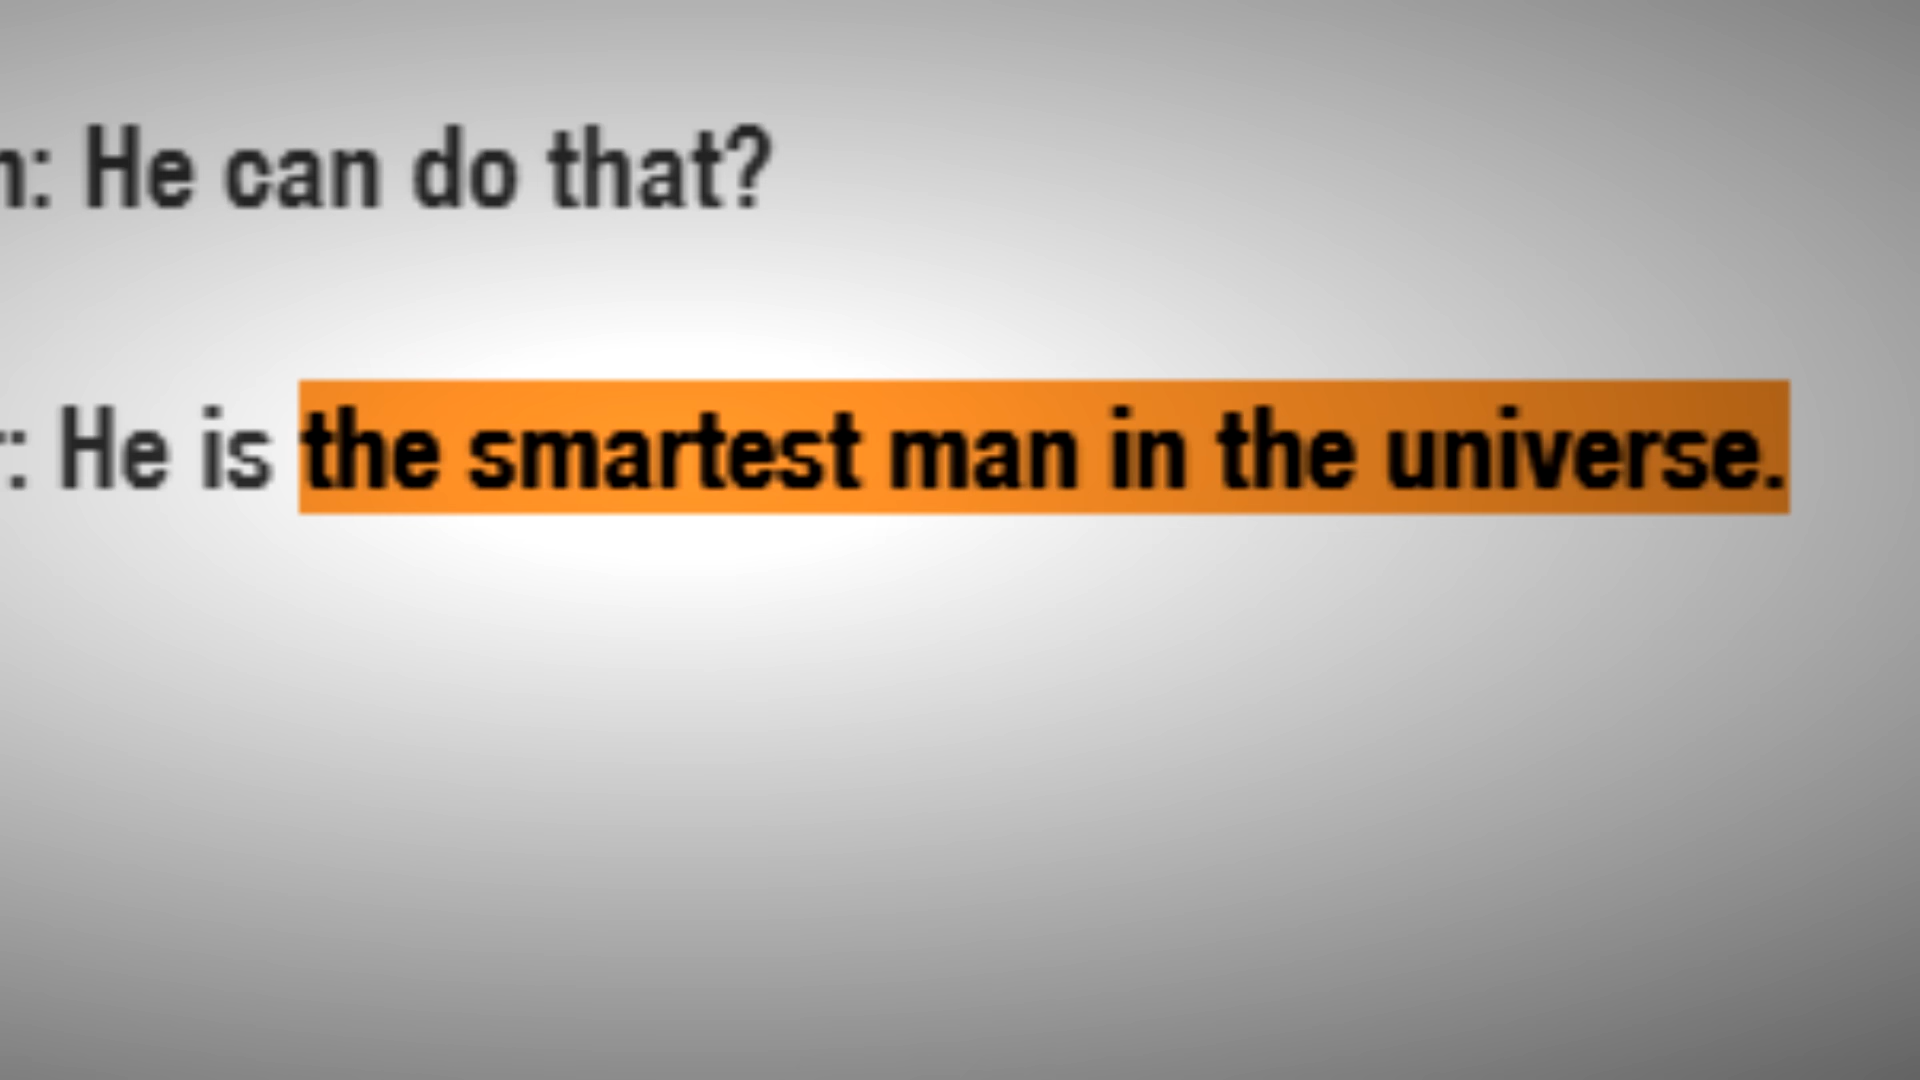 n: He can do that?
r: He is the smartest man in the universe.